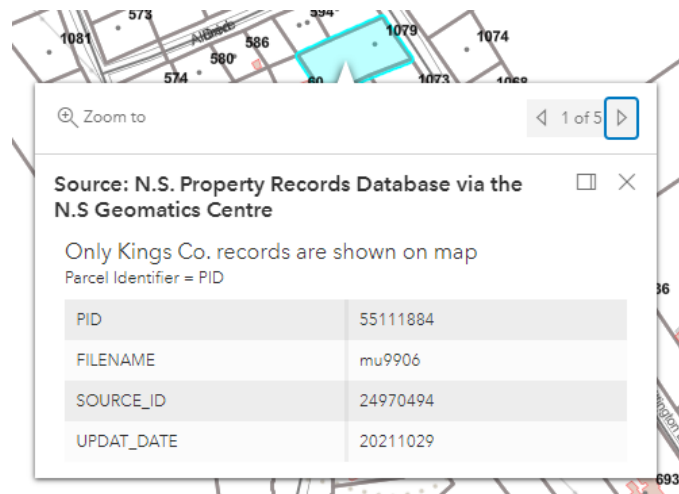 573
594
1081
586
1079
1074
580
574
60
1073
1068
Zoom to
1 of 5
Source: N.S. Property Records Database via the
N.S Geomatics Centre
Only Kings Co. records are shown on map
Parcel Identifier = PID
PID 55111884
FILENAME mu9906
SOURCE_ID 24970494
UPDAT_DATE 20211029
36
693